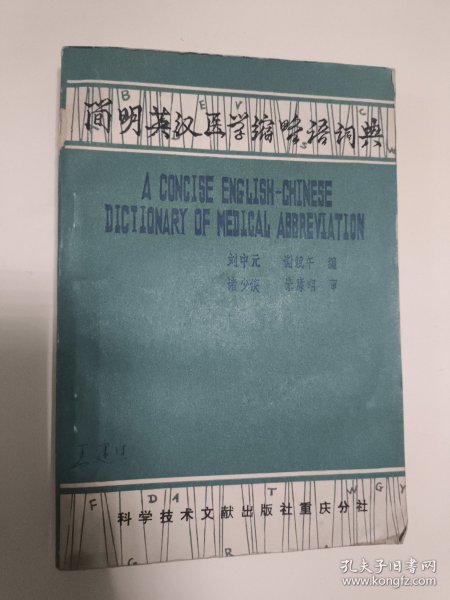 B E Y C
简明英汉医学缩略语词典
A CONCISE ENGLISH-CHINESE
DICTIONARY OF MEDICAL ABBREVIATION
刘中元 编
审
F D A T W G Y
科学技术文献出版社重庆分社
G R
孔夫子旧书网
www.kongfz.com